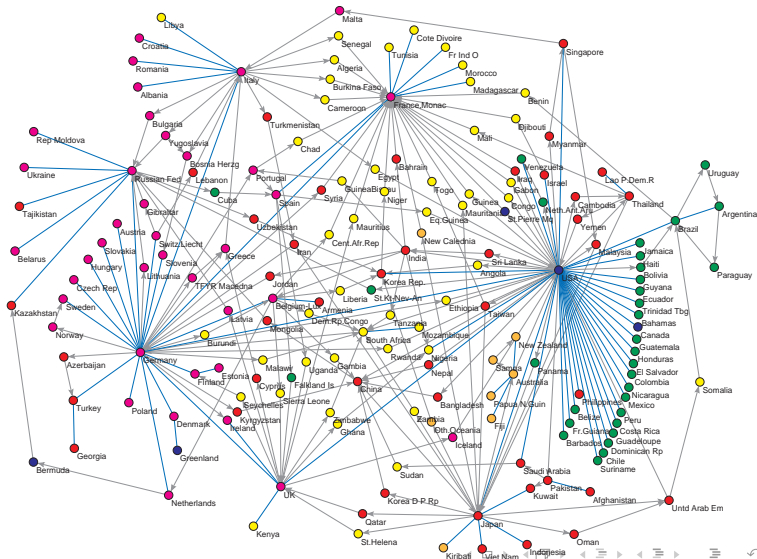 Malta
Libya
Croatia
Senegal
Cote Divoire
Fr Ind O
Singapore
Tunisia
Romania
Algeria
Morocco
Italy
Madagascar
Albania
Burkina Faso
France,Monac
Benin
Cameroon
Bulgaria
Turkmenistan
Djibouti
Rep Moldova
Yugoslavia
Mali
Myanmar
Chad
Bosnia Herzg
Bahrain
Venezuela
Uruguay
Ukraine
Russian Fed
Lebanon
Portugal
Egypt
Iraq
Israel
Lao P.Dem.R
GuineaBissau
Togo
Gabon
Cuba
Spain
Syria
Niger
Guinea
Congo
Cambodia
Thailand
Tajikistan
Gibraltar
Mauritania
Neth.Ant.Aru
Argentina
Uzbekistan
Mauritius
Eq.Guinea
St.Pierre Mq
Yemen
Brazil
Austria
Cent.Afr.Rep
New Calednia
Slovakia
Switz.Liecht
Greece
Iran
India
Sri Lanka
Malaysia
Jamaica
Belarus
Hungary
Slovenia
Haiti
Lithuania
TFYR Macedna
Jordan
Korea Rep.
Angola
USA
Bolivia
Paraguay
Czech Rep
Guyana
Kazakhstan
Sweden
Belgium-Lux
Armenia
Liberia
St.Kt-Nev-An
Ethiopia
Taiwan
Ecuador
Latvia
Dem.Rp.Congo
Tanzania
Trinidad Tbg
Norway
Mongolia
South Africa
Mozambique
Bahamas
Burundi
New Zealand
Canada
Azerbaijan
Germany
Malawi
Uganda
Gambia
Rwanda
Nigeria
Samoa
Panama
Guatemala
Estonia
Nepal
Honduras
Finland
Cyprus
Falkland Is
China
Australia
El Salvador
Colombia
Turkey
Poland
Seychelles
Sierra Leone
Bangladesh
Papua N.Guin
Philippines
Nicaragua
Mexico
Denmark
Ireland
Kyrgyzstan
Zimbabwe
Ghana
Zambia
Fiji
Belize
Peru
Somalia
Oth.Oceania
Iceland
Fr.Guiana
Costa Rica
Barbados
Guadeloupe
Georgia
Greenland
Dominican Rp
Chile
Bermuda
Sudan
Saudi Arabia
Suriname
UK
Pakistan
Netherlands
Korea D P Rp
Kuwait
Afghanistan
Untd Arab Em
Qatar
Japan
Kenya
St.Helena
Oman
Kiribati
Viet Nam
Indonesia